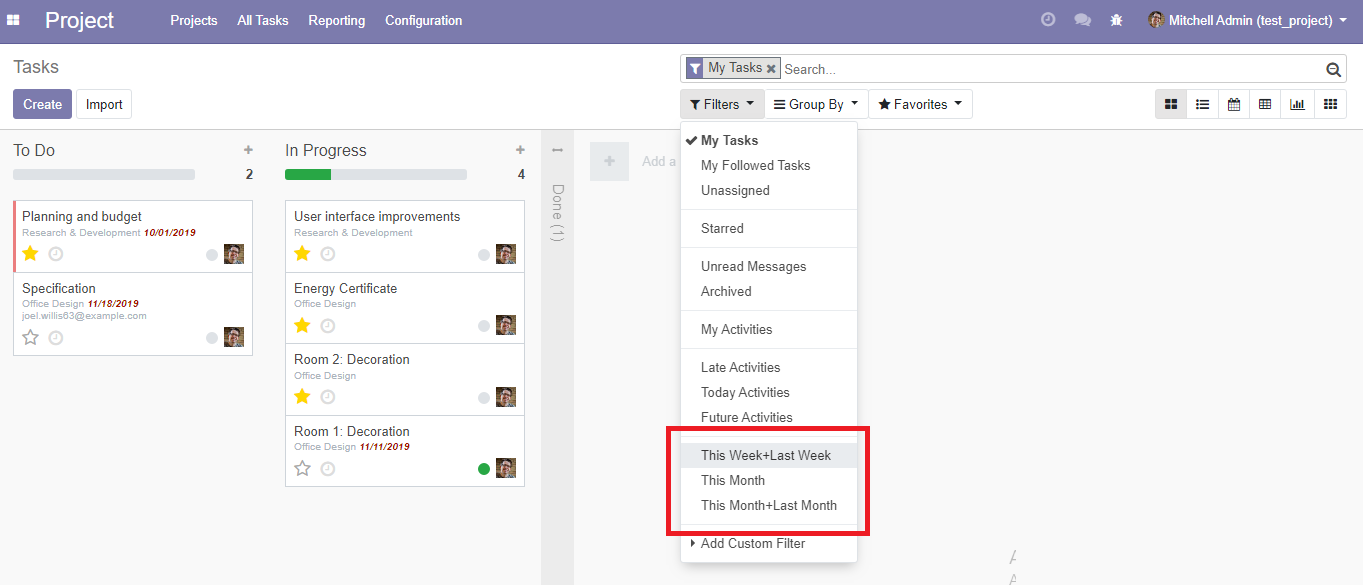 Project Projects All Tasks Reporting Configuration Mitchell Admin (test_project)
Tasks
My Tasks Search...
Create Import
Filters Group By Favorites
To Do
2
Planning and budget
Research & Development 10/01/2019
Specification
Office Design 11/18/2019
joel.willis63@example.com
In Progress
4
User interface improvements
Research & Development
Energy Certificate
Office Design
Room 2: Decoration
Office Design
Room 1: Decoration
Office Design 11/11/2019
Done (1)
Add a
My Tasks
My Followed Tasks
Unassigned
Starred
Unread Messages
Archived
My Activities
Late Activities
Today Activities
Future Activities
This Week+Last Week
This Month
This Month+Last Month
Add Custom Filter
A
A